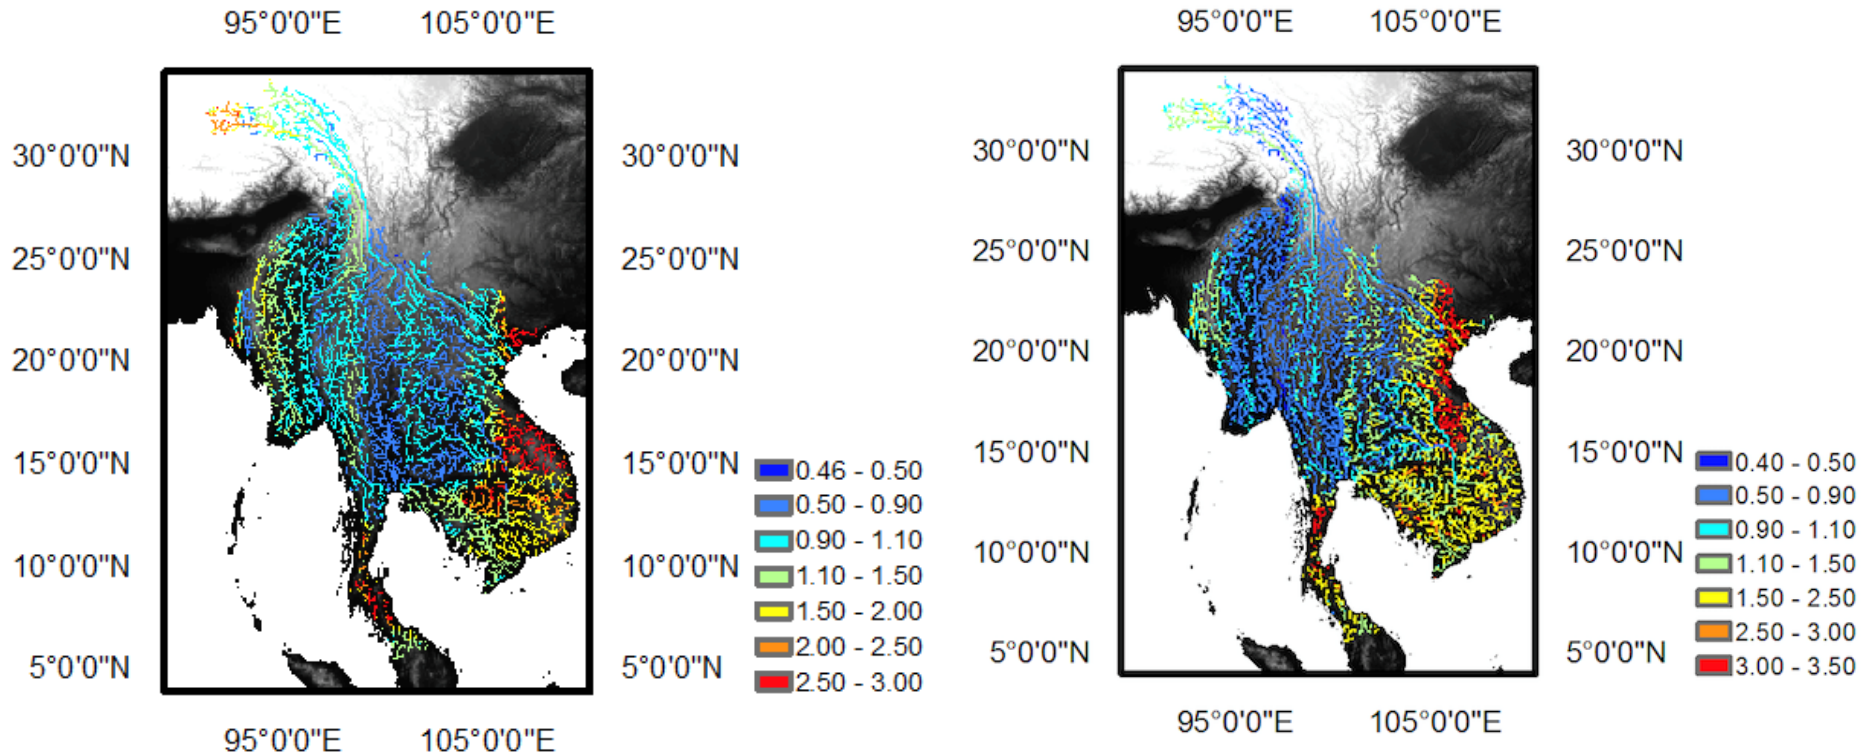 95°0'0"E 105°0'0"E
30°0'0"N 30°0'0"N
25°0'0"N 25°0'0"N
20°0'0"N 20°0'0"N
15°0'0"N 15°0'0"N
10°0'0"N 10°0'0"N
5°0'0"N 5°0'0"N
95°0'0"E 105°0'0"E
0.46 - 0.50
0.50 - 0.90
0.90 - 1.10
1.10 - 1.50
1.50 - 2.00
2.00 - 2.50
2.50 - 3.00
95°0'0"E 105°0'0"E
30°0'0"N 30°0'0"N
25°0'0"N 25°0'0"N
20°0'0"N 20°0'0"N
15°0'0"N 15°0'0"N
10°0'0"N 10°0'0"N
5°0'0"N 5°0'0"N
95°0'0"E 105°0'0"E
0.40 - 0.50
0.50 - 0.90
0.90 - 1.10
1.10 - 1.50
1.50 - 2.50
2.50 - 3.00
3.00 - 3.50